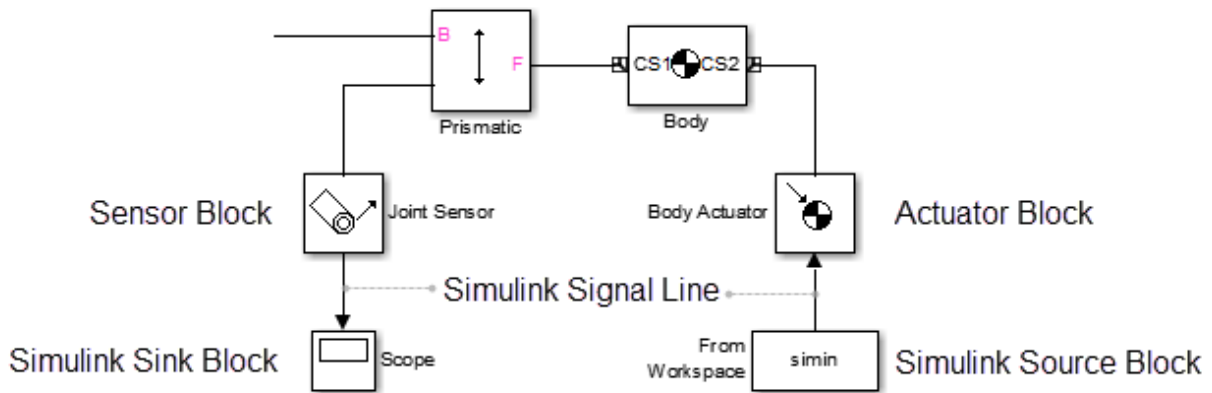 B
F
CS1 CS2
Prismatic
Body
Sensor Block
Joint Sensor
Body Actuator
Actuator Block
Simulink Signal Line
Simulink Sink Block
Scope
From
Workspace
simin
Simulink Source Block